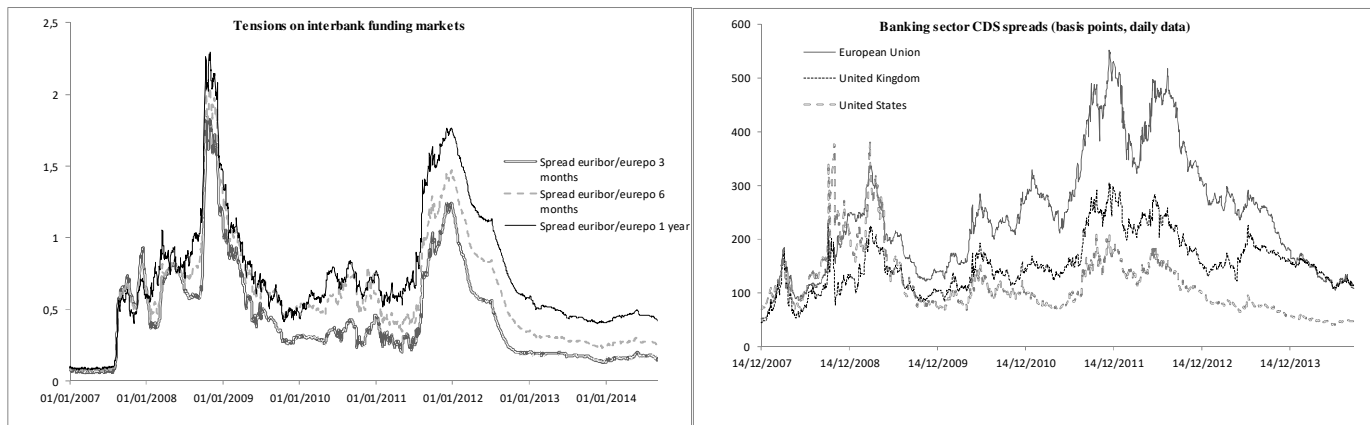 Tensions on interbank funding markets
2,5
2
1,5
1
0,5
0
01/01/2007 01/01/2008 01/01/2009 01/01/2010 01/01/2011 01/01/2012 01/01/2013 01/01/2014
Spread euribor/eurepo 3
months
Spread euribor/eurepo 6
months
Spread euribor/eurepo 1 year
Banking sector CDS spreads (basis points, daily data)
600
500
400
300
200
100
0
14/12/2007 14/12/2008 14/12/2009 14/12/2010 14/12/2011 14/12/2012 14/12/2013
European Union
United Kingdom
United States